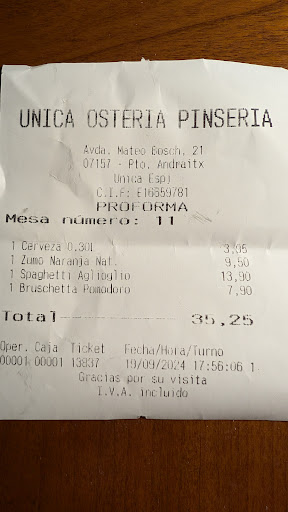 UNICA OSTERIA PINSERIA
Avda. Mateo Bosch, 21
07157 - Pto. Andraitx
Unica Espj
C.I.F: E16659781
PROFORMA
Mesa número: 11
1 Cerveza 0.30L 3,05
1 Zumo Naranja Nat. 9,50
1 Spaghetti Aglioglio 13,90
1 Bruschetta Pomodoro 7,90
Total 35,25
Oper. Caja Ticket Fecha/Hora/Turno
00001 00001 13937 19/09/2024 17:56:06 1
Gracias por su visita
I.V.A. incluido